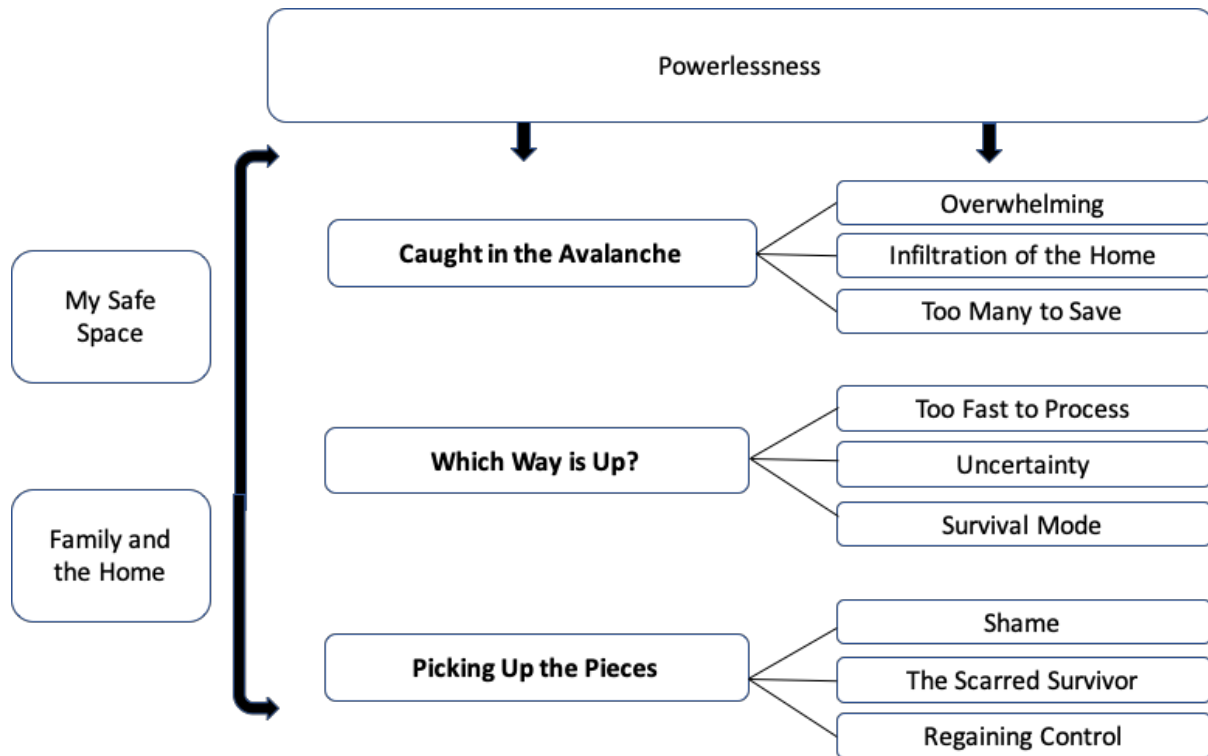 Powerlessness
My Safe
Space
Family and
the Home
Caught in the Avalanche
Overwhelming
Infiltration of the Home
Too Many to Save
Which Way is Up?
Too Fast to Process
Uncertainty
Survival Mode
Picking Up the Pieces
Shame
The Scarred Survivor
Regaining Control